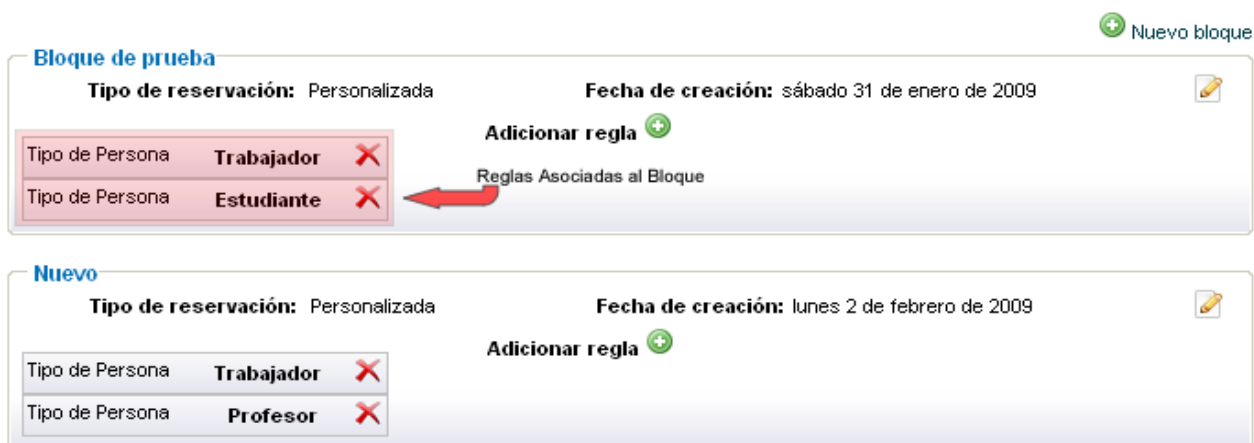 Nuevo bloque
Bloque de prueba
Tipo de reservación: Personalizada Fecha de creación: sábado 31 de enero de 2009
Adicionar regla
Tipo de Persona Trabajador
Reglas Asociadas al Bloque
Tipo de Persona Estudiante
Nuevo
Tipo de reservación: Personalizada Fecha de creación: lunes 2 de febrero de 2009
Adicionar regla
Tipo de Persona Trabajador
Tipo de Persona Profesor